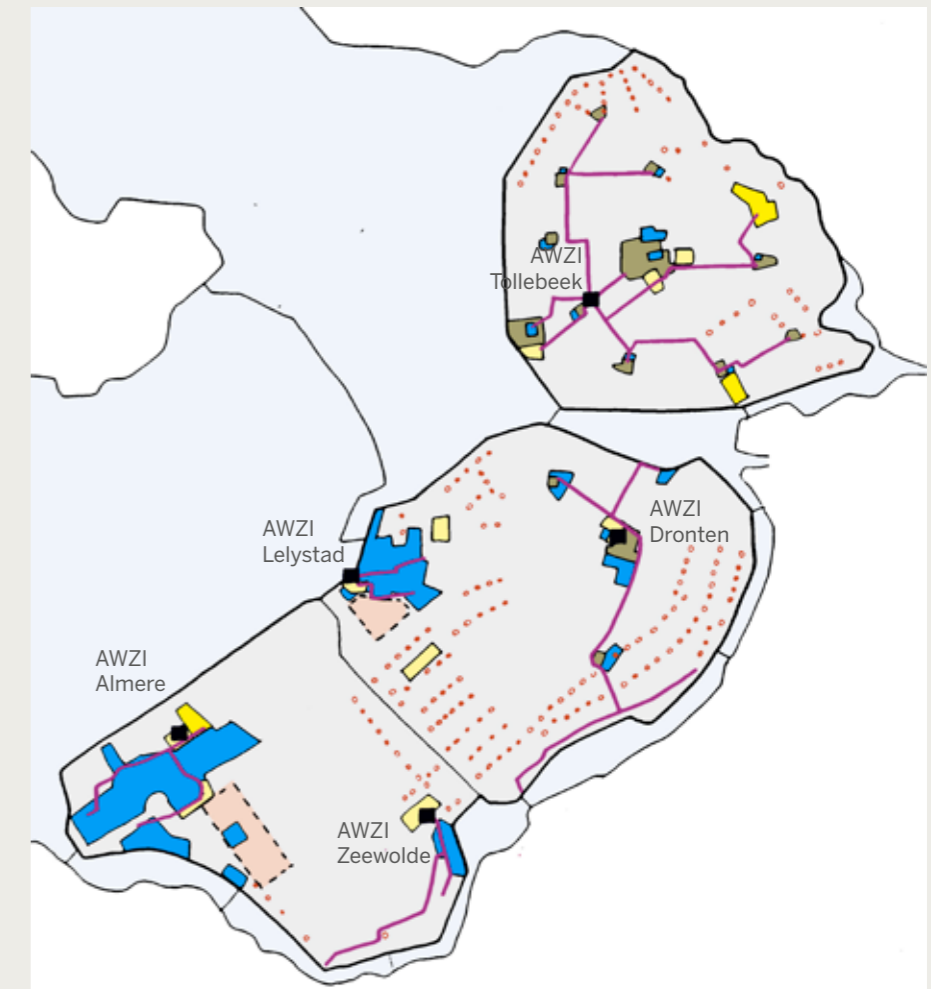 AWZI
Tollebeek
AWZI
Dronten
AWZI
Lelystad
AWZI
Almere
AWZI
Zeewolde